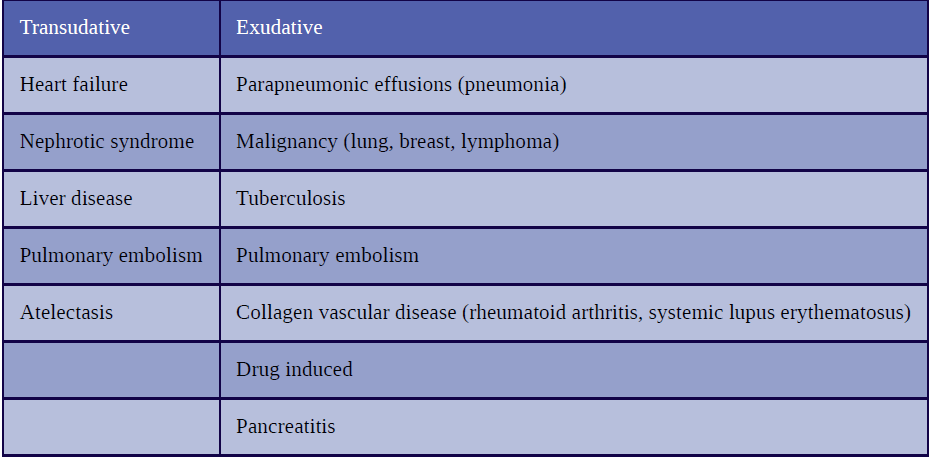 Transudative Exudative
Heart failure Parapneumonic effusions (pneumonia)
Nephrotic syndrome Malignancy (lung, breast, lymphoma)
Liver disease Tuberculosis
Pulmonary embolism Pulmonary embolism
Atelectasis Collagen vascular disease (rheumatoid arthritis, systemic lupus erythematosus)
Drug induced
Pancreatitis